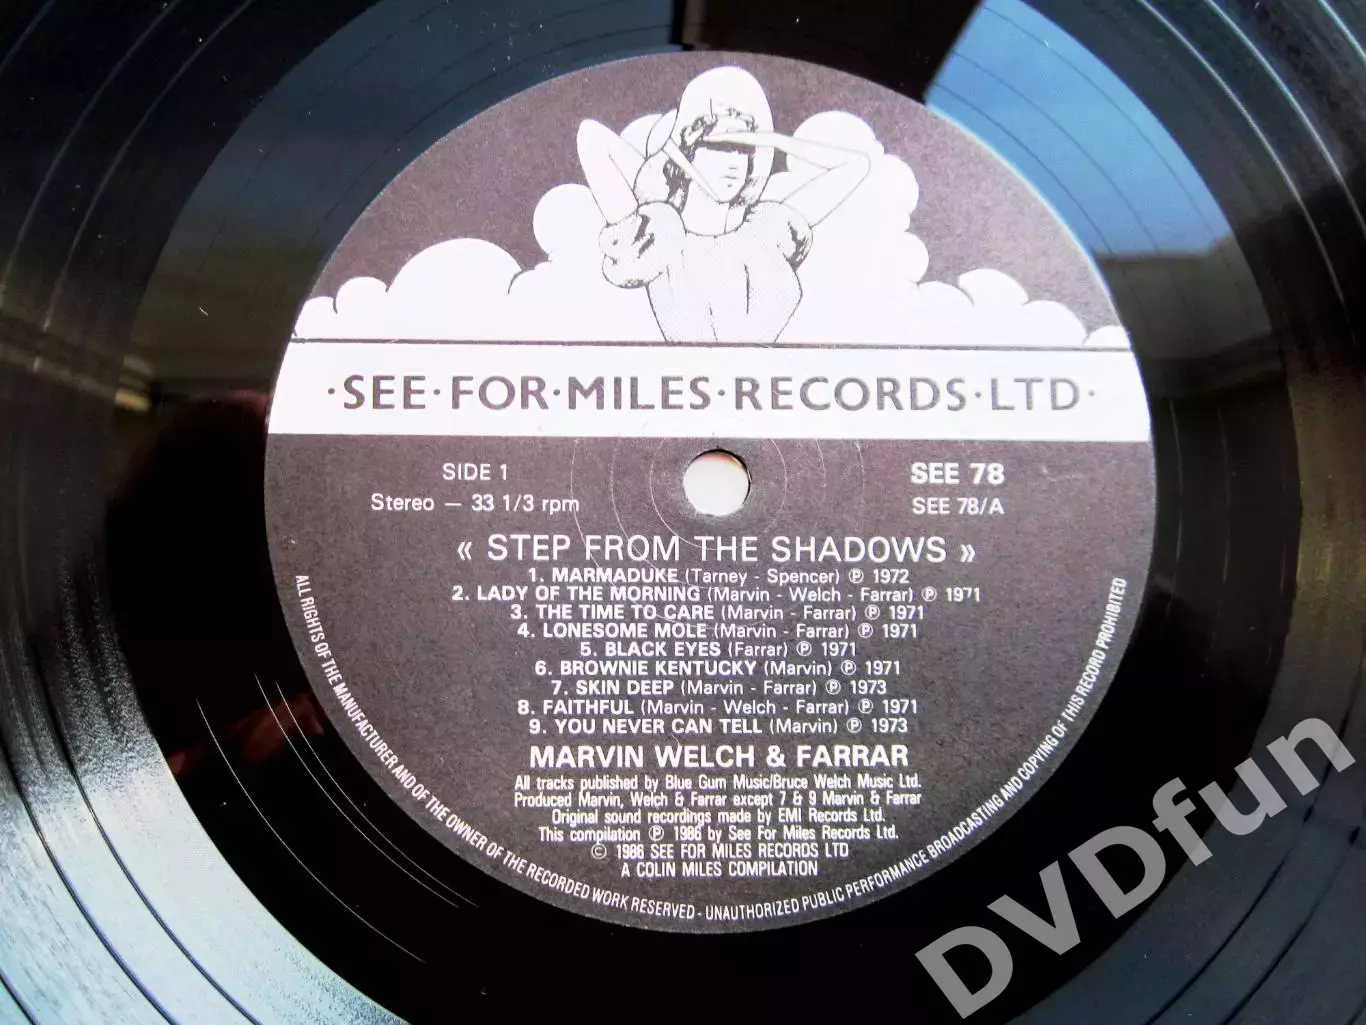 ·SEE·FOR·MILES·RECORDS·LTD·
SIDE 1
Stereo — 33 1/3 rpm
SEE 78
SEE 78/A
« STEP FROM THE SHADOWS »
1. MARMADUKE (Tarney - Spencer) ℗ 1972
2. LADY OF THE MORNING (Marvin - Welch - Farrar) ℗ 1971
3. THE TIME TO CARE (Marvin - Farrar) ℗ 1971
4. LONESOME MOLE (Marvin - Farrar) ℗ 1971
5. BLACK EYES (Farrar) ℗ 1971
6. BROWNIE KENTUCKY (Marvin) ℗ 1971
7. SKIN DEEP (Marvin - Farrar) ℗ 1973
8. FAITHFUL (Marvin - Welch - Farrar) ℗ 1971
9. YOU NEVER CAN TELL (Marvin) ℗ 1973
MARVIN WELCH & FARRAR
All tracks published by Blue Gum Music/Bruce Welch Music Ltd.
Produced Marvin, Welch & Farrar except 7 & 9 Marvin & Farrar
Original sound recordings made by EMI Records Ltd.
This compilation ℗ 1986 by See For Miles Records Ltd.
© 1986 SEE FOR MILES RECORDS LTD
A COLIN MILES COMPILATION
ALL RIGHTS OF THE MANUFACTURER AND OF THE OWNER OF THE RECORDED WORK RESERVED - UNAUTHORIZED PUBLIC PERFORMANCE BROADCASTING AND COPYING OF THIS RECORD PROHIBITED
DVDfun